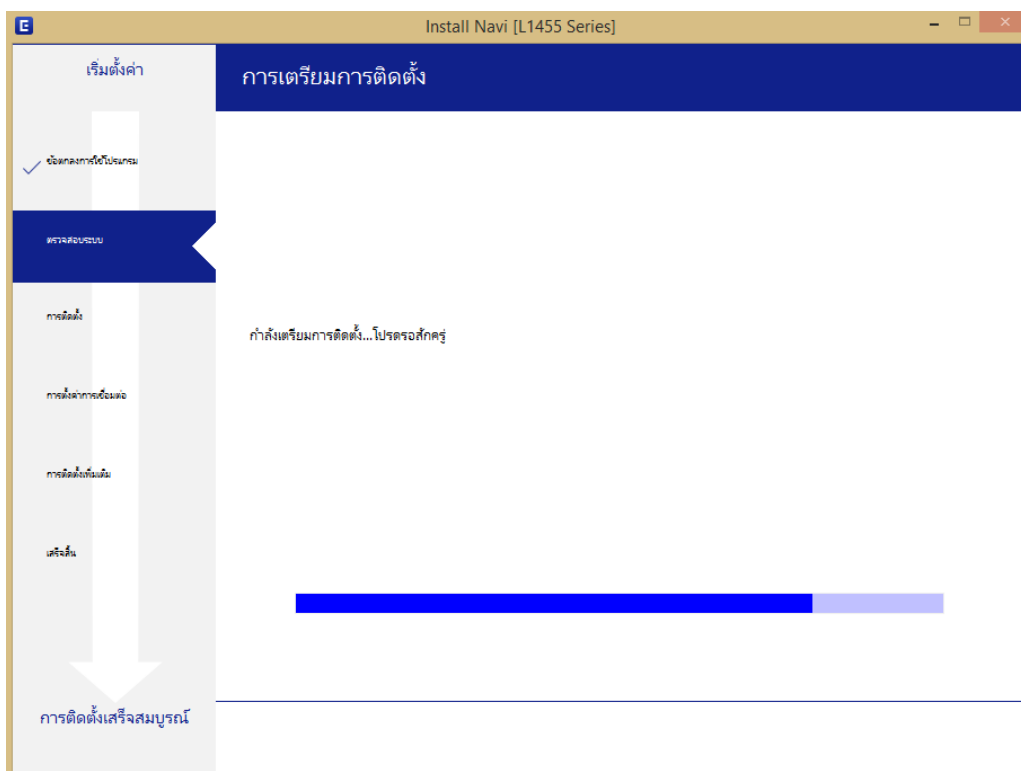 Install Navi [L1455 Series]
เริ่มตั้งค่า
การเตรียมการติดตั้ง
ข้อตกลงการใช้โปรแกรม
ตรวจสอบระบบ
การติดตั้ง
กำลังเตรียมการติดตั้ง...โปรดรอสักครู่
การตั้งค่าการเชื่อมต่อ
การติดตั้งเพิ่มเติม
เสร็จสิ้น
การติดตั้งเสร็จสมบูรณ์